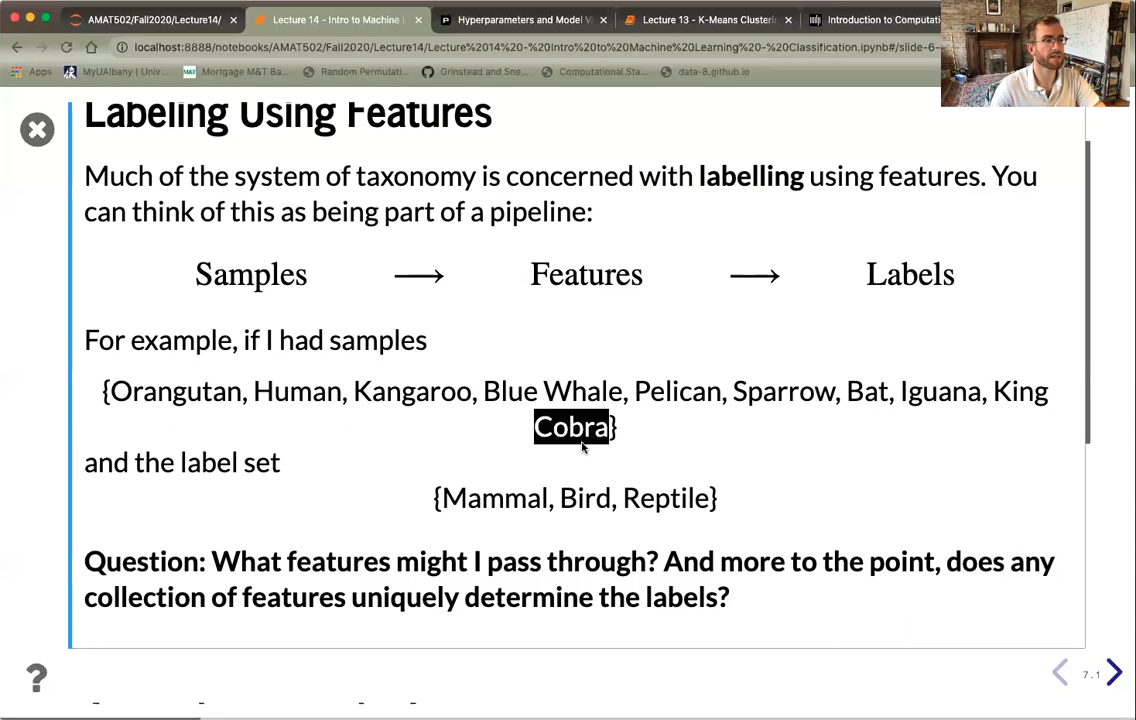 AMAT502/Fall2020/Lecture14/
Lecture 14 - Intro to Machine L
Hyperparameters and Model V
Lecture 13 - K-Means Clusteri
Introduction to Computati
localhost:8888/notebooks/AMAT502/Fall2020/Lecture14/Lecture%2014%20-%20Intro%20to%20Machine%20Learning%20-%20Classification.ipynb#/slide-6-
Apps
MyUAlbany | Univ...
Mortgage M&T Ba...
Random Permutati...
Grinstead and Sne...
Computational Sta...
data-8.github.io
Labeling Using Features
Much of the system of taxonomy is concerned with labelling using features. You
can think of this as being part of a pipeline:
Samples ⟶ Features ⟶ Labels
For example, if I had samples
{Orangutan, Human, Kangaroo, Blue Whale, Pelican, Sparrow, Bat, Iguana, King
Cobra}
and the label set
{Mammal, Bird, Reptile}
Question: What features might I pass through? And more to the point, does any
collection of features uniquely determine the labels?
?
7.1